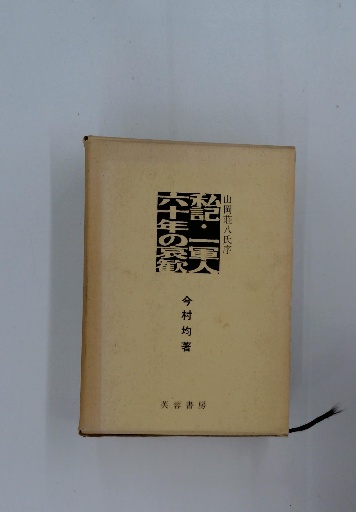 山岡荘八氏序
私記・一軍人
六十年の哀歓
今村均著
芙蓉書房